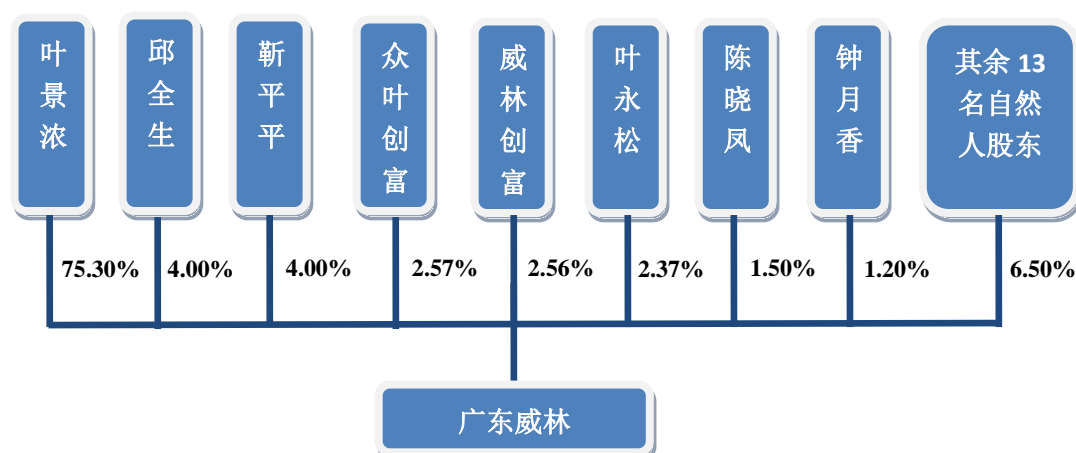 叶景浓
邱全生
靳平平
众叶创富
威林创富
叶永松
陈晓凤
钟月香
其余 13
名自然
人股东
75.30%
4.00%
4.00%
2.57%
2.56%
2.37%
1.50%
1.20%
6.50%
广东威林